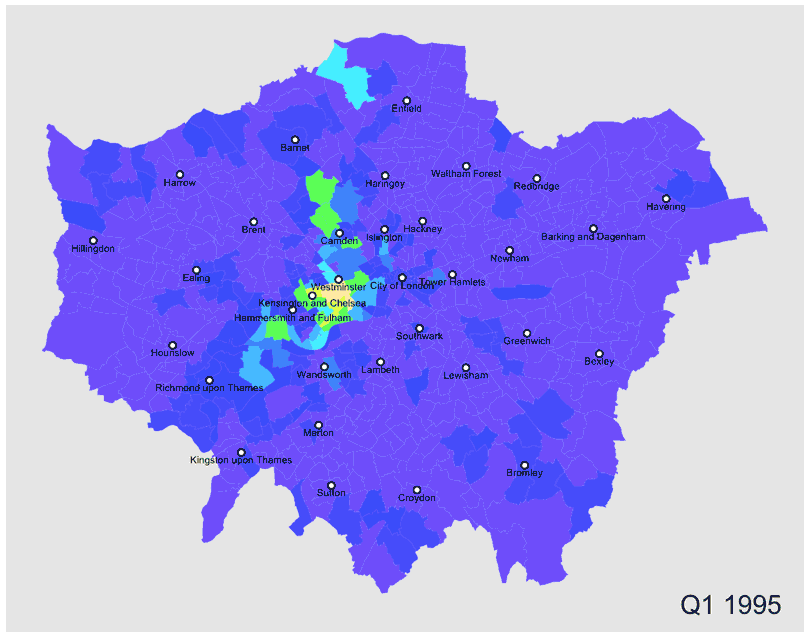 Enfield
Barnet
Waltham Forest
Haringey
Harrow
Redbridge
Havering
Brent
Hackney
Camden
Islington
Barking and Dagenham
Hillingdon
Newham
Ealing
Westminster
City of London
Tower Hamlets
Kensington and Chelsea
Hammersmith and Fulham
Southwark
Greenwich
Hounslow
Bexley
Wandsworth
Lambeth
Lewisham
Richmond upon Thames
Merton
Kingston upon Thames
Bromley
Sutton
Croydon
Q1 1995